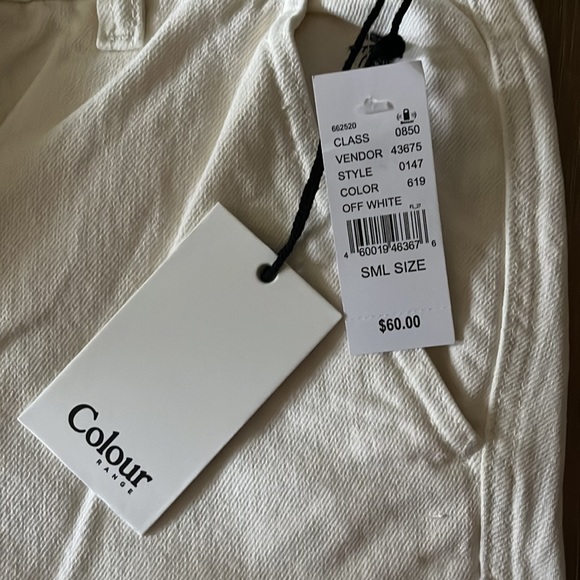 662520
CLASS 0850
VENDOR 43675
STYLE 0147
COLOR 619
OFF WHITE FL_27
4 60019 46367 6
SML SIZE
$60.00
Colour
RANGE